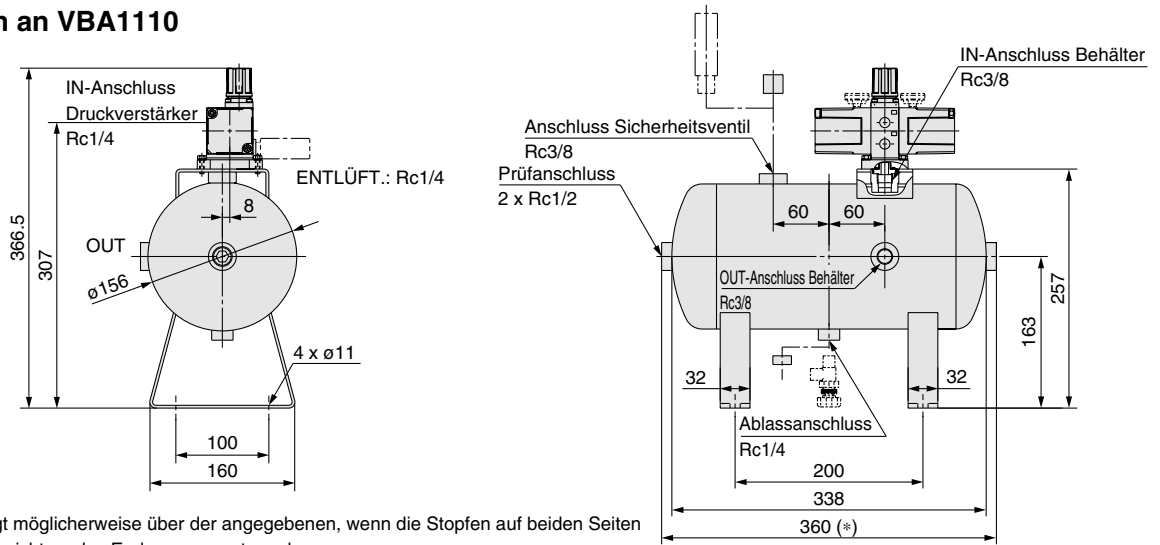 an VBA1110
IN-Anschluss
Druckverstärker
Rc1/4
ENTLÜFT.: Rc1/4
8
OUT
ø156
366.5
307
4 x ø11
100
160
IN-Anschluss Behälter
Rc3/8
Anschluss Sicherheitsventil
Rc3/8
Prüfanschluss
2 x Rc1/2
60
60
OUT-Anschluss Behälter
Rc3/8
257
163
32
32
Ablassanschluss
Rc1/4
200
338
360 (*)
möglicherweise über der angegebenen, wenn die Stopfen auf beiden Seiten